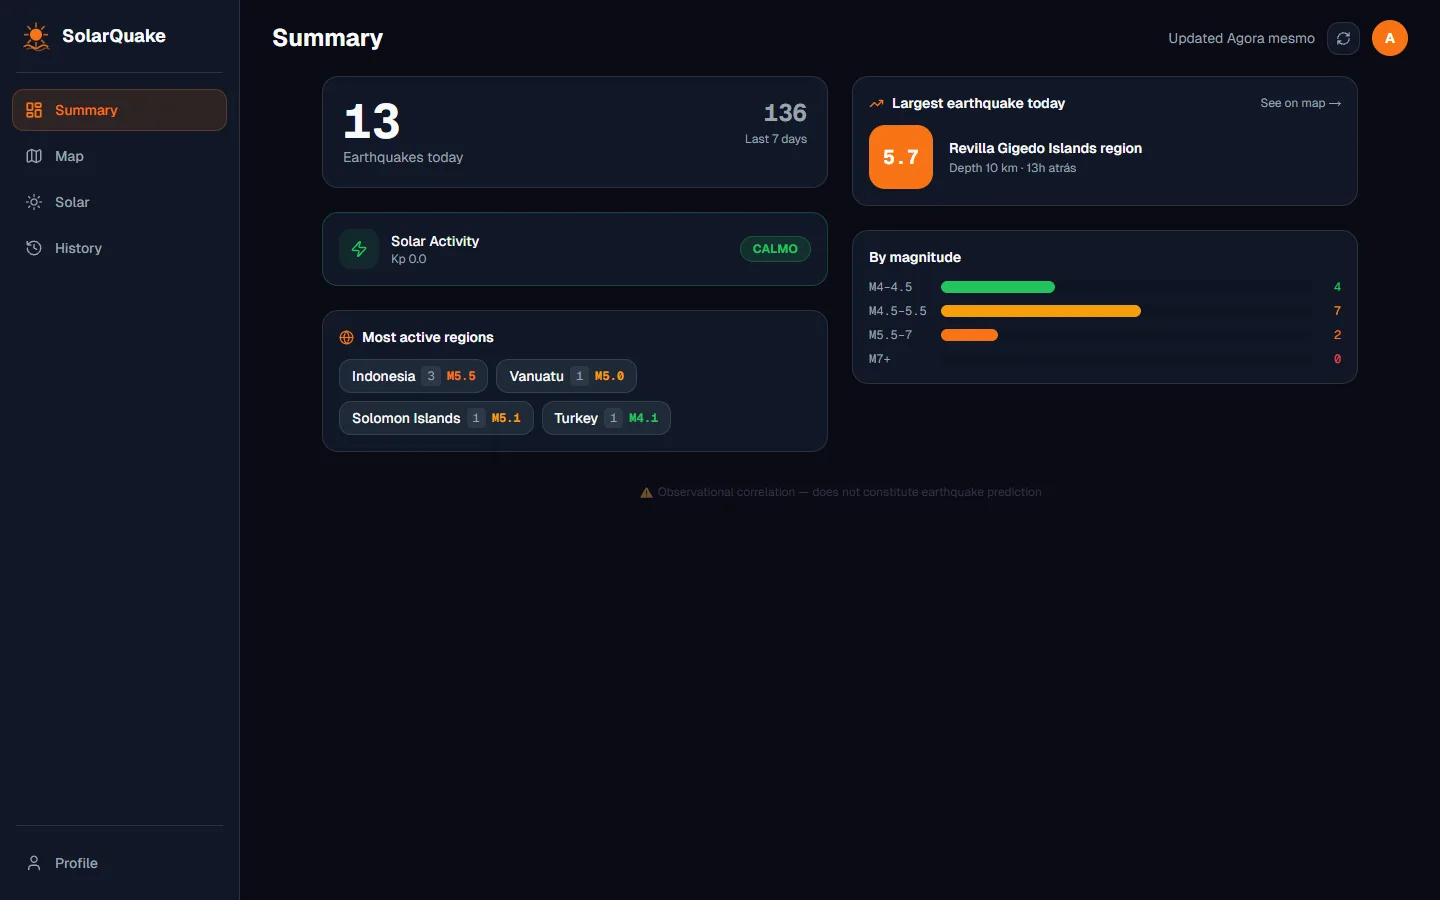 SolarQuake
Summary
Map
Solar
History
Profile
Summary
Updated Agora mesmo
A
13
Earthquakes today
136
Last 7 days
Solar Activity
Kp 0.0
CALMO
Most active regions
Indonesia 3 M5.5
Vanuatu 1 M5.0
Solomon Islands 1 M5.1
Turkey 1 M4.1
Largest earthquake today
See on map →
5.7
Revilla Gigedo Islands region
Depth 10 km · 13h atrás
By magnitude
M4–4.5 4
M4.5–5.5 7
M5.5–7 2
M7+ 0
⚠ Observational correlation — does not constitute earthquake prediction